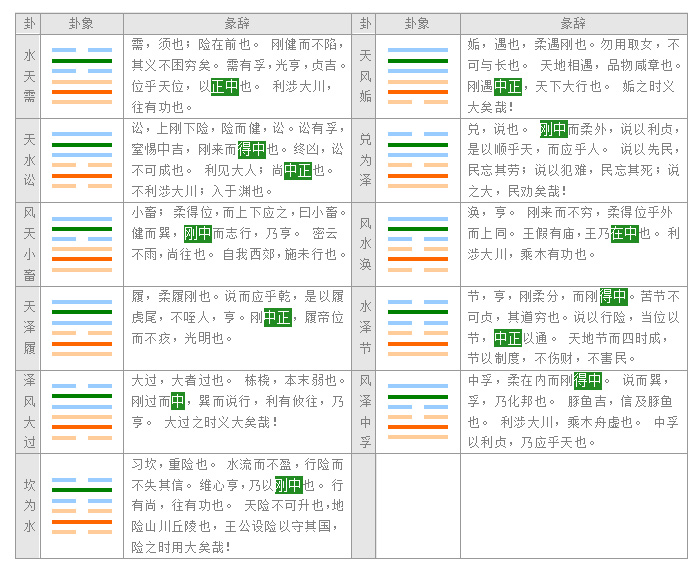 卦 卦象 彖辞 卦 卦象 彖辞
水
天
需
需，须也；险在前也。 刚健而不陷，
其义不困穷矣。需有孚，光亨，贞吉。
位乎天位，以正中也。 利涉大川，
往有功也。
天
风
姤
姤，遇也，柔遇刚也。勿用取女，不
可与长也。 天地相遇，品物咸章也。
刚遇中正，天下大行也。 姤之时义
大矣哉！
天
水
讼
讼，上刚下险，险而健，讼。讼有孚，
窒惕中吉，刚来而得中也。终凶，讼
不可成也。 利见大人；尚中正也。
不利涉大川；入于渊也。
兑
为
泽
兑，说也。 刚中而柔外，说以利贞，
是以顺乎天，而应乎人。 说以先民，
民忘其劳；说以犯难，民忘其死；说
之大，民劝矣哉！
风
天
小
畜
小畜；柔得位，而上下应之，曰小畜。
健而巽，刚中而志行，乃亨。 密云
不雨，尚往也。 自我西郊，施未行也。
风
水
涣
涣，亨。 刚来而不穷，柔得位乎外
而上同。王假有庙，王乃在中也。利
涉大川，乘木有功也。
天
泽
履
履，柔履刚也。说而应乎乾，是以履
虎尾，不咥人，亨。刚中正，履帝位
而不疚，光明也。
水
泽
节
节，亨，刚柔分，而刚得中。苦节不
可贞，其道穷也。说以行险，当位以
节，中正以通。 天地节而四时成，
节以制度，不伤财，不害民。
泽
风
大
过
大过，大者过也。 栋桡，本末弱也。
刚过而中，巽而说行，利有攸往，乃
亨。 大过之时义大矣哉！
风
泽
中
孚
中孚，柔在内而刚得中。 说而巽，
孚，乃化邦也。 豚鱼吉，信及豚鱼
也。 利涉大川，乘木舟虚也。 中孚
以利贞，乃应乎天也。
坎
为
水
习坎，重险也。 水流而不盈，行险而
不失其信。维心亨，乃以刚中也。行
有尚，往有功也。 天险不可升也，地
险山川丘陵也，王公设险以守其国，
险之时用大矣哉！